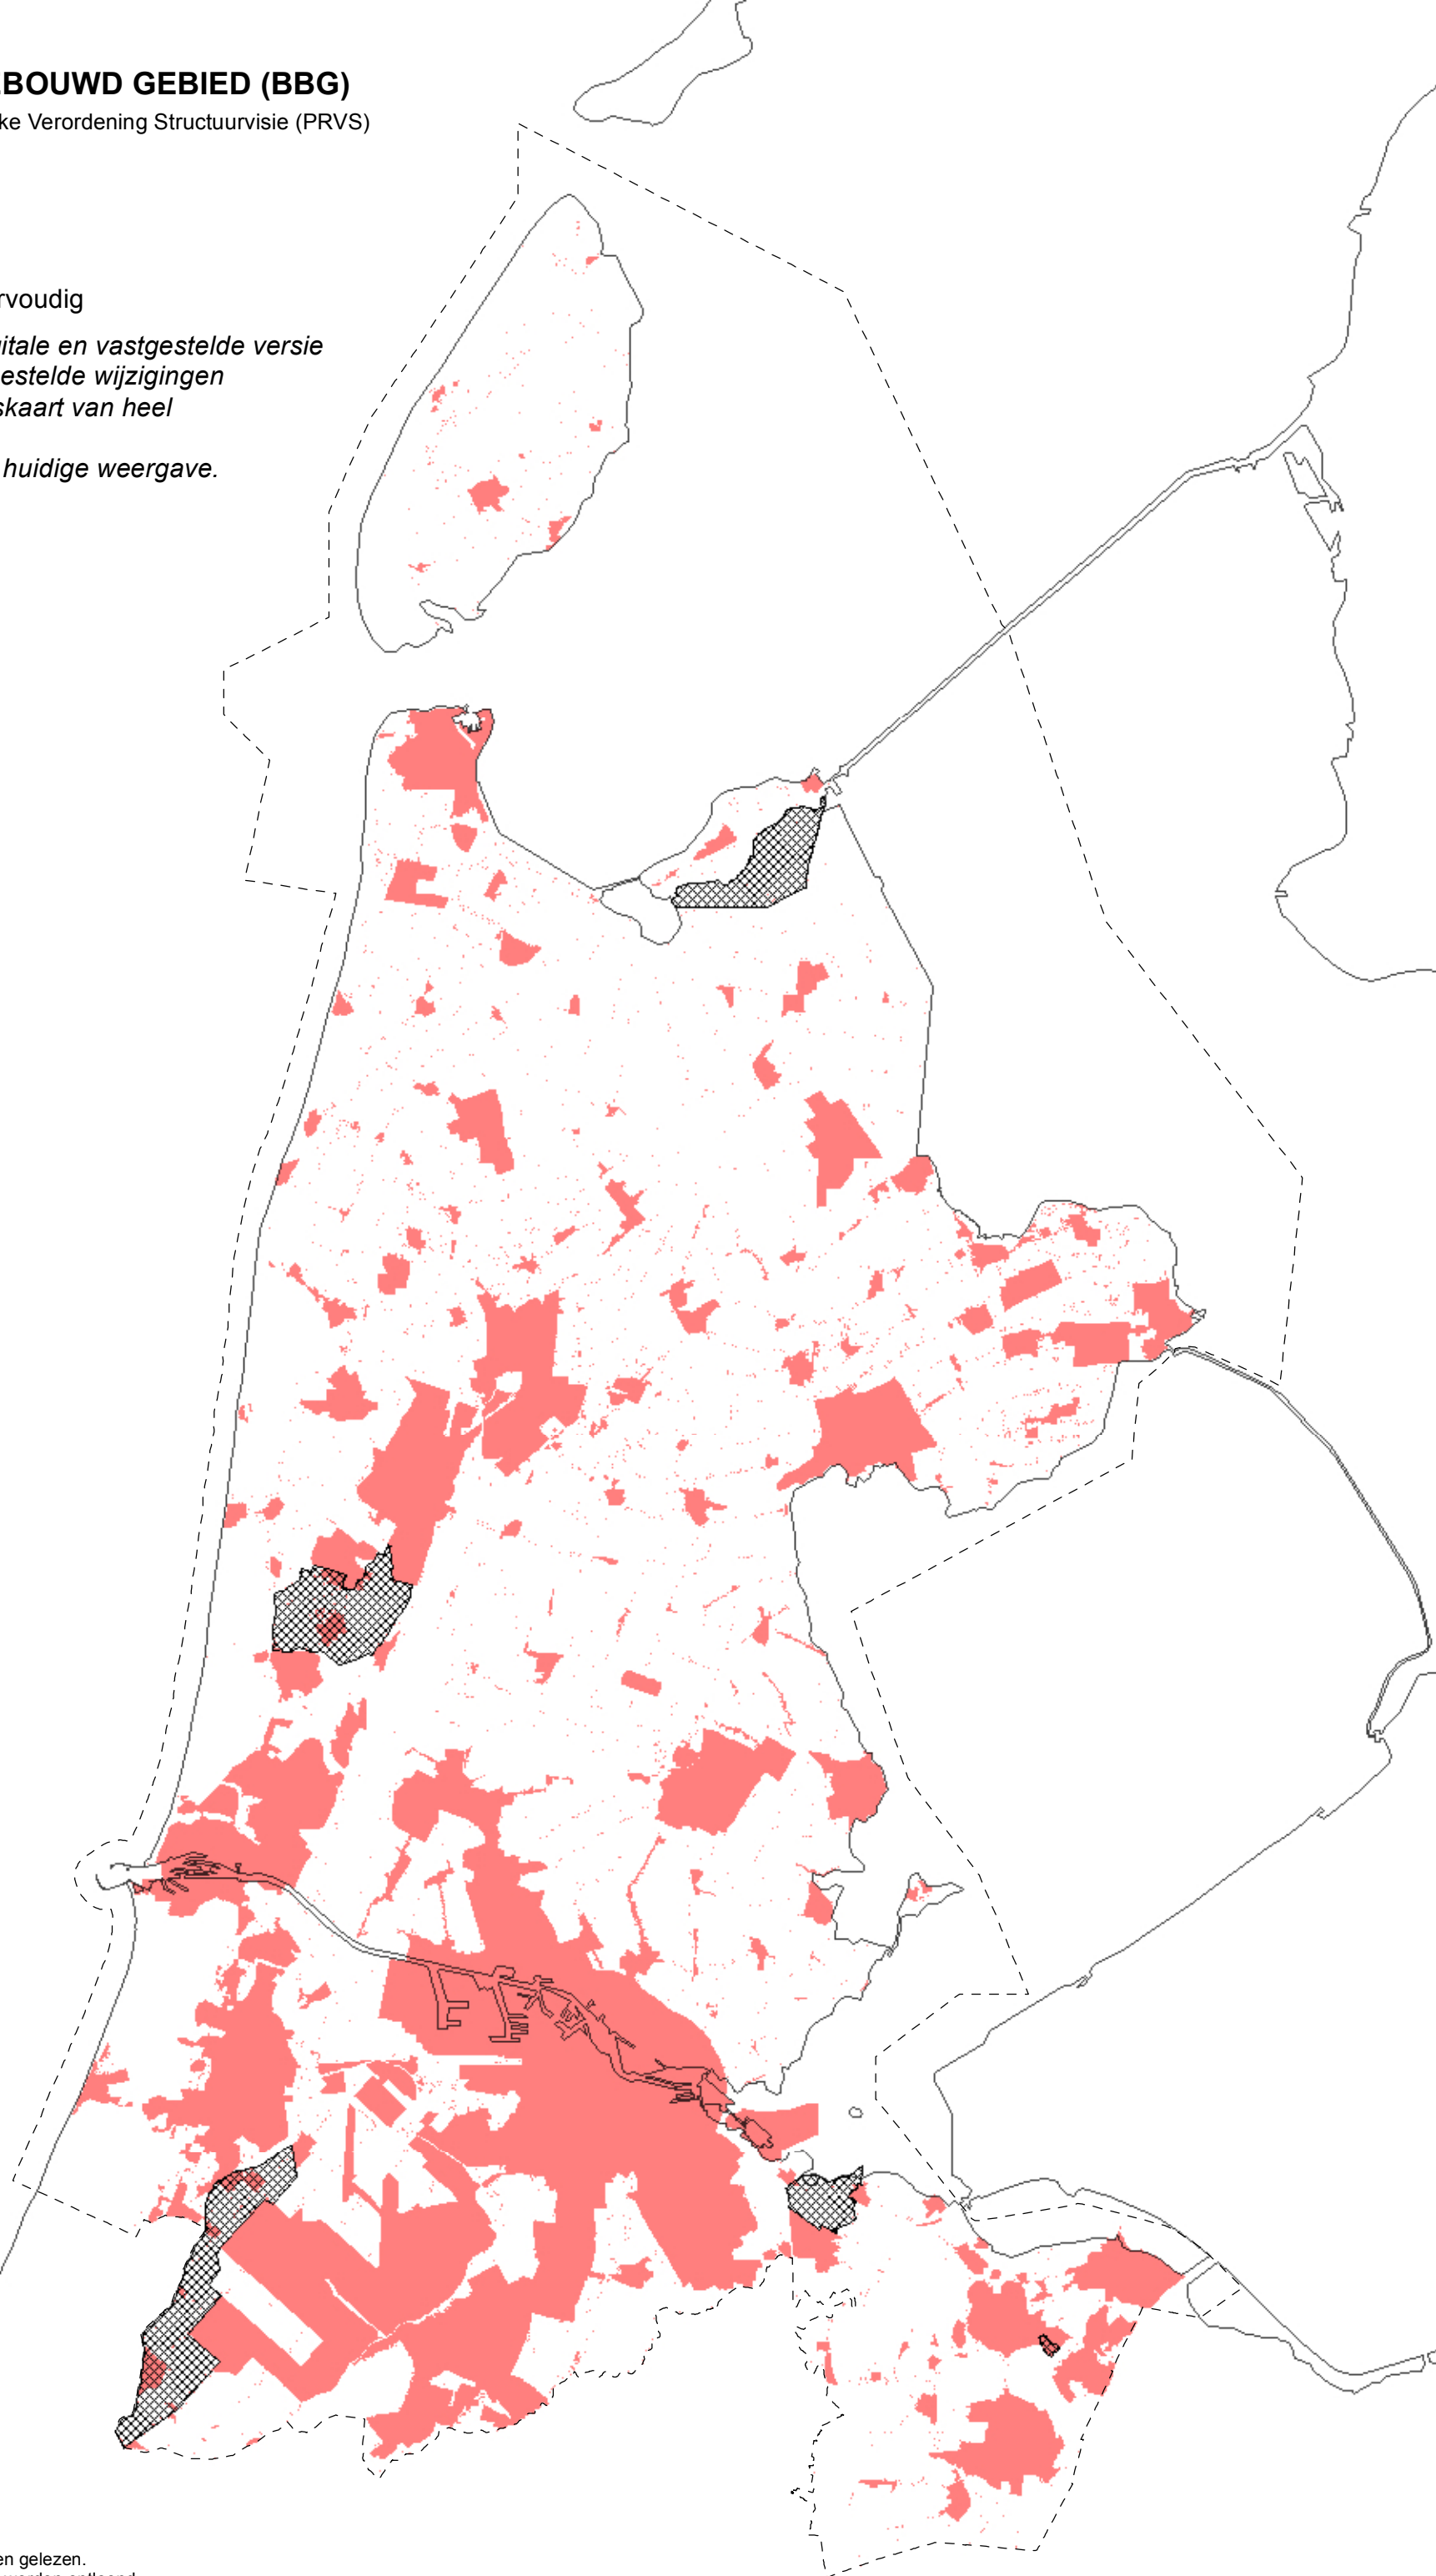 BOUWD GEBIED (BBG)
ke Verordening Structuurvisie (PRVS)
rvoudig
itale en vastgestelde versie
estelde wijzigingen
skaart van heel
huidige weergave.
en gelezen.